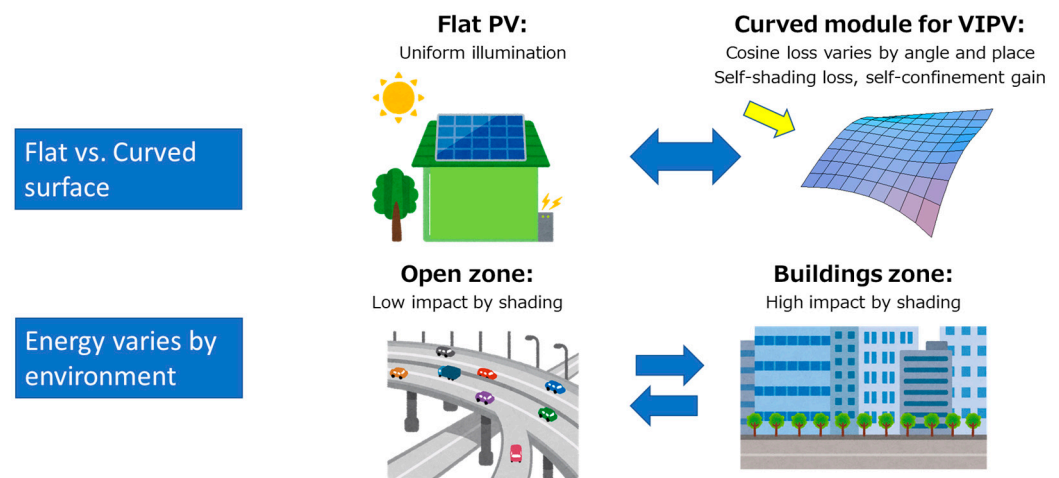 Flat PV:
Uniform illumination
Curved module for VIPV:
Cosine loss varies by angle and place
Self-shading loss, self-confinement gain
Flat vs. Curved
surface
Open zone:
Low impact by shading
Buildings zone:
High impact by shading
Energy varies by
environment